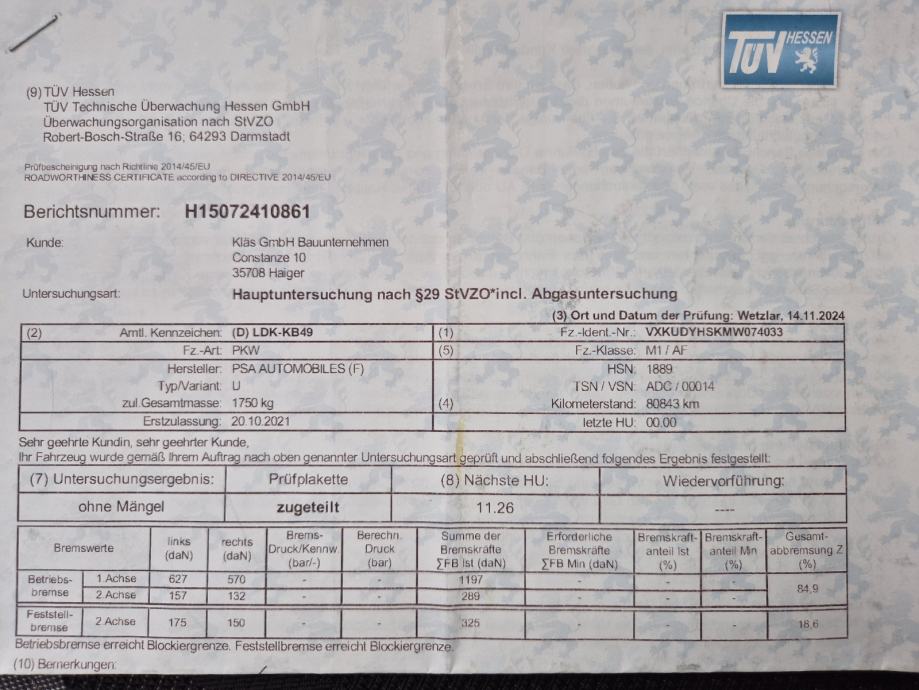 TÜV HESSEN
(9) TÜV Hessen
TÜV Technische Überwachung Hessen GmbH
Überwachungsorganisation nach StVZO
Robert-Bosch-Straße 16, 64293 Darmstadt
Prüfbescheinigung nach Richtlinie 2014/45/EU
ROADWORTHINESS CERTIFICATE according to DIRECTIVE 2014/45/EU
Berichtsnummer: H15072410861
Kunde: Kläs GmbH Bauunternehmen
Constanze 10
35708 Haiger
Untersuchungsart: Hauptuntersuchung nach §29 StVZO*incl. Abgasuntersuchung
(3) Ort und Datum der Prüfung: Wetzlar, 14.11.2024
(2) Amtl. Kennzeichen: (D) LDK-KB49 (1) Fz.-Ident.-Nr.: VXKUDYHSKMW074033
Fz.-Art: PKW (5) Fz.-Klasse: M1 / AF
Hersteller: PSA AUTOMOBILES (F) HSN: 1889
Typ/Variant: U TSN / VSN: ADC / 00014
zul.Gesamtmasse: 1750 kg (4) Kilometerstand: 80843 km
Erstzulassung: 20.10.2021 letzte HU: 00.00
Sehr geehrte Kundin, sehr geehrter Kunde,
Ihr Fahrzeug wurde gemäß Ihrem Auftrag nach oben genannter Untersuchungsart geprüft und abschließend folgendes Ergebnis festgestellt:
(7) Untersuchungsergebnis: Prüfplakette (8) Nächste HU: Wiedervorführung:
ohne Mängel zugeteilt 11.26 ----
Bremswerte links (daN) rechts (daN) Brems-Druck/Kennw. (bar/-) Berechn. Druck (bar) Summe der Bremskräfte ∑FB Ist (daN) Erforderliche Bremskräfte ∑FB Min (daN) Bremskraft-anteil Ist (%) Bremskraft-anteil Min (%) Gesamt-abbremsung Z (%)
Betriebs-bremse 1.Achse 627 570 - - 1197 - - - 84,9
2.Achse 157 132 - - 289 - - -
Feststell-bremse 2.Achse 175 150 - - 325 - - - 18,6
Betriebsbremse erreicht Blockiergrenze. Feststellbremse erreicht Blockiergrenze.
(10) Bemerkungen: